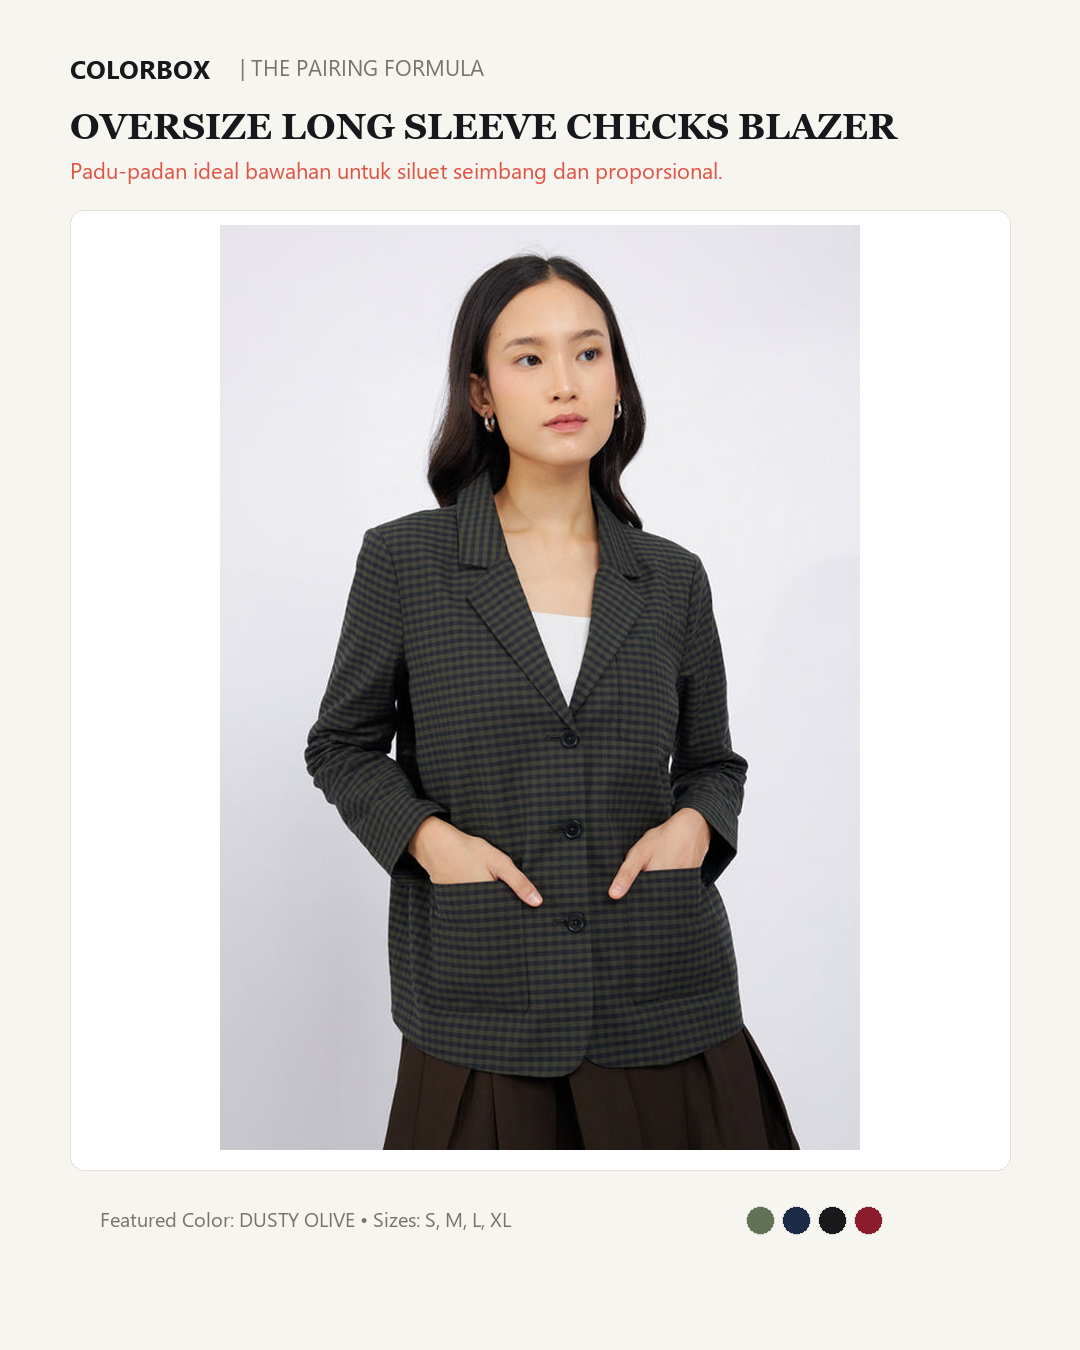 COLORBOX | THE PAIRING FORMULA
OVERSIZE LONG SLEEVE CHECKS BLAZER
Padu-padan ideal bawahan untuk siluet seimbang dan proporsional.
Featured Color: DUSTY OLIVE • Sizes: S, M, L, XL